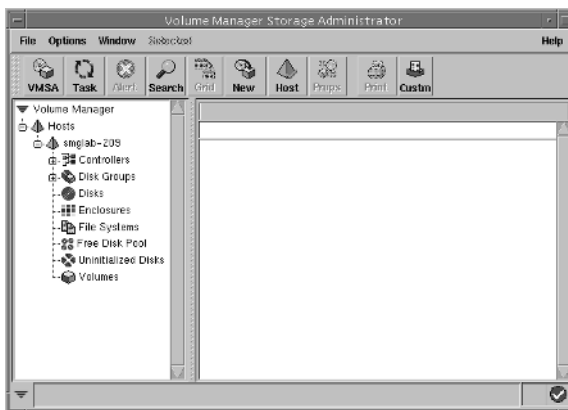 Volume Manager Storage Administrator
File Options Window Selected Help
VMSA Task Alert Search Grid New Host Props Print Custm
Volume Manager
Hosts
smglab-209
Controllers
Disk Groups
Disks
Enclosures
File Systems
Free Disk Pool
Uninitialized Disks
Volumes